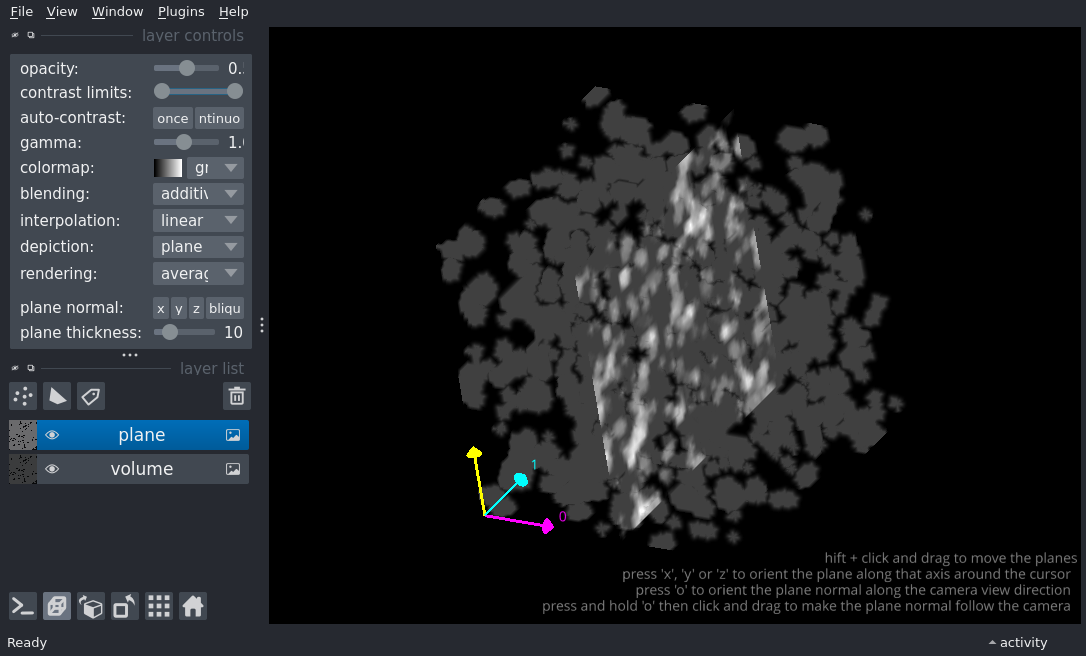 File View Window Plugins Help
layer controls
opacity: 0.
contrast limits:
auto-contrast: once ntinuo
gamma: 1.
colormap: gr
blending: additiv
interpolation: linear
depiction: plane
rendering: averag
plane normal: x y z bliqu
plane thickness: 10
layer list
plane
volume
1
0
hift + click and drag to move the planes
press 'x', 'y' or 'z' to orient the plane along that axis around the cursor
press 'o' to orient the plane normal along the camera view direction
press and hold 'o' then click and drag to make the plane normal follow the camera
Ready
activity